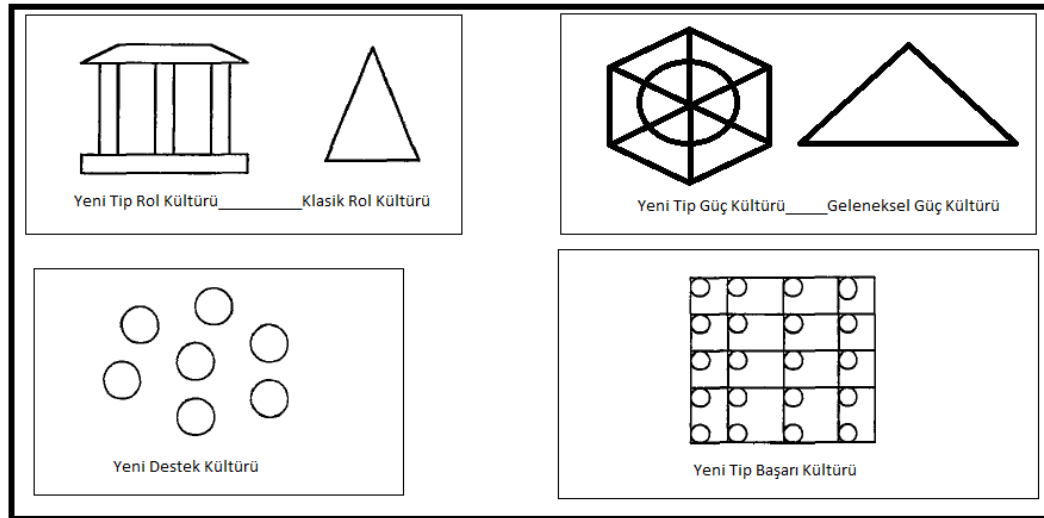 Yeni Tip Rol Kültürü__________Klasik Rol Kültürü
Yeni Tip Güç Kültürü_____Geleneksel Güç Kültürü
Yeni Destek Kültürü
Yeni Tip Başarı Kültürü